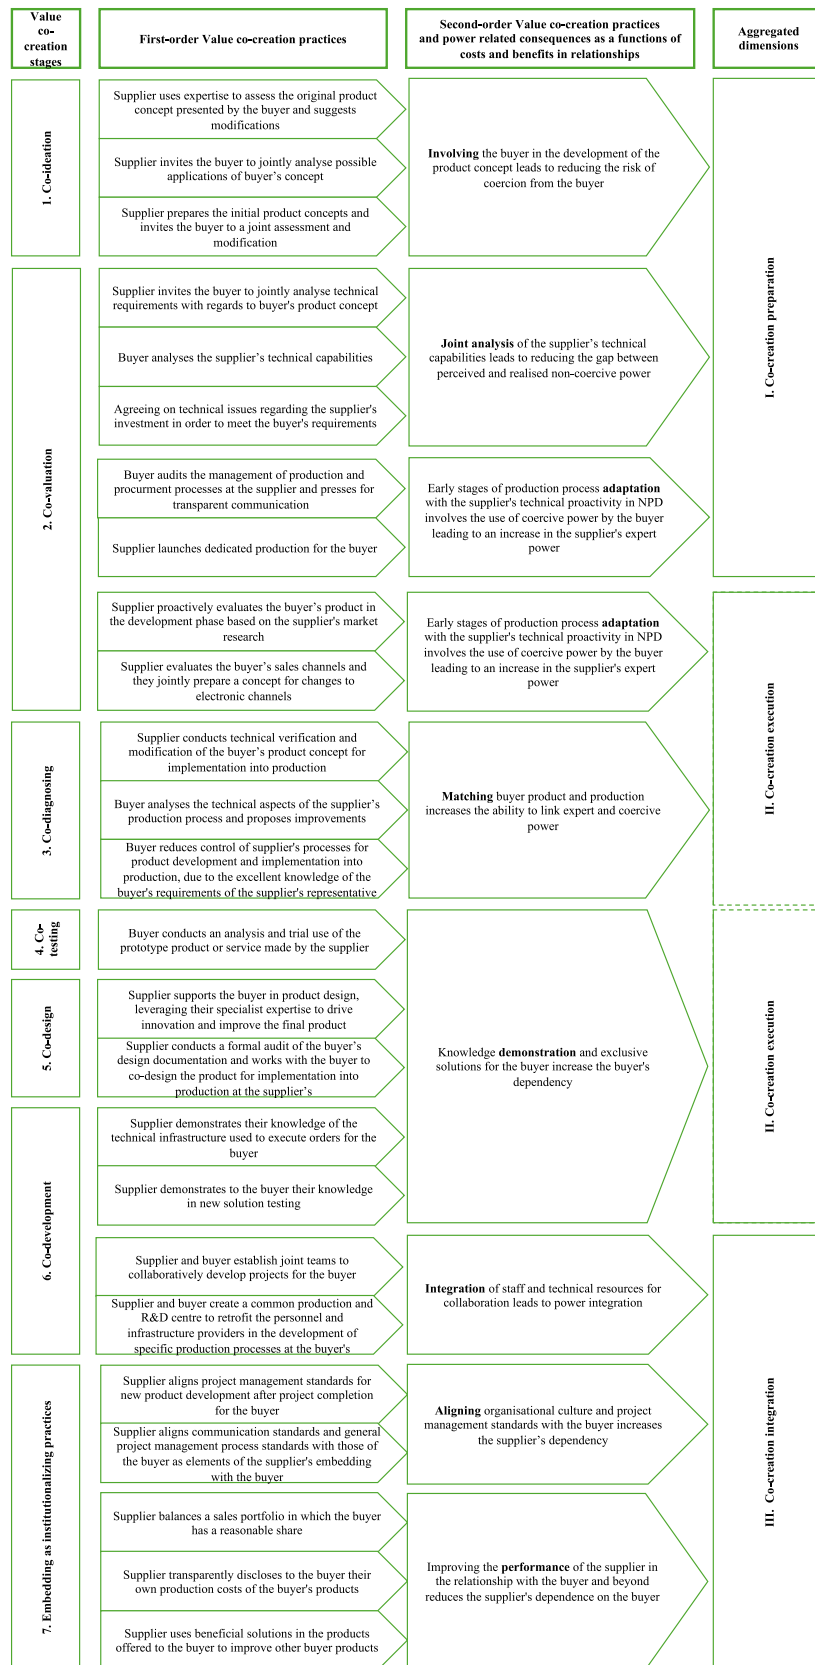 Value
co-
creation
stages
First-order Value co-creation practices
Second-order Value co-creation practices
and power related consequences as a functions of
costs and benefits in relationships
Aggregated
dimensions
1. Co-ideation
Supplier uses expertise to assess the original product
concept presented by the buyer and suggests
modifications
Supplier invites the buyer to jointly analyse possible
applications of buyer's concept
Supplier prepares the initial product concepts and
invites the buyer to a joint assessment and
modification
Involving the buyer in the development of the
product concept leads to reducing the risk of
coercion from the buyer
I. Co-creation preparation
2. Co-valuation
Supplier invites the buyer to jointly analyse technical
requirements with regards to buyer's product concept
Buyer analyses the supplier's technical capabilities
Agreeing on technical issues regarding the supplier's
investment in order to meet the buyer's requirements
Joint analysis of the supplier's technical
capabilities leads to reducing the gap between
perceived and realised non-coercive power
Buyer audits the management of production and
procurment processes at the supplier and presses for
transparent communication
Supplier launches dedicated production for the buyer
Early stages of production process adaptation
with the supplier's technical proactivity in NPD
involves the use of coercive power by the buyer
leading to an increase in the supplier's expert
power
Supplier proactively evaluates the buyer's product in
the development phase based on the supplier's market
research
Supplier evaluates the buyer's sales channels and
they jointly prepare a concept for changes to
electronic channels
Early stages of production process adaptation
with the supplier's technical proactivity in NPD
involves the use of coercive power by the buyer
leading to an increase in the supplier's expert
power
II. Co-creation execution
3. Co-diagnosing
Supplier conducts technical verification and
modification of the buyer's product concept for
implementation into production
Buyer analyses the technical aspects of the supplier's
production process and proposes improvements
Buyer reduces control of supplier's processes for
product development and implementation into
production, due to the excellent knowledge of the
buyer's requirements of the supplier's representative
Matching buyer product and production
increases the ability to link expert and coercive
power
4. Co-
testing
Buyer conducts an analysis and trial use of the
prototype product or service made by the supplier
5. Co-design
Supplier supports the buyer in product design,
leveraging their specialist expertise to drive
innovation and improve the final product
Supplier conducts a formal audit of the buyer's
design documentation and works with the buyer to
co-design the product for implementation into
production at the supplier's
Knowledge demonstration and exclusive
solutions for the buyer increase the buyer's
dependency
II. Co-creation execution
6. Co-development
Supplier demonstrates their knowledge of the
technical infrastructure used to execute orders for the
buyer
Supplier demonstrates to the buyer their knowledge
in new solution testing
Supplier and buyer establish joint teams to
collaboratively develop projects for the buyer
Supplier and buyer create a common production and
R&D centre to retrofit the personnel and
infrastructure providers in the development of
specific production processes at the buyer's
Integration of staff and technical resources for
collaboration leads to power integration
III. Co-creation integration
7. Embedding as institutionalizing practices
Supplier aligns project management standards for
new product development after project completion
for the buyer
Supplier aligns communication standards and general
project management process standards with those of
the buyer as elements of the supplier's embedding
with the buyer
Aligning organisational culture and project
management standards with the buyer increases
the supplier's dependency
Supplier balances a sales portfolio in which the buyer
has a reasonable share
Supplier transparently discloses to the buyer their
own production costs of the buyer's products
Supplier uses beneficial solutions in the products
offered to the buyer to improve other buyer products
Improving the performance of the supplier in
the relationship with the buyer and beyond
reduces the supplier's dependence on the buyer